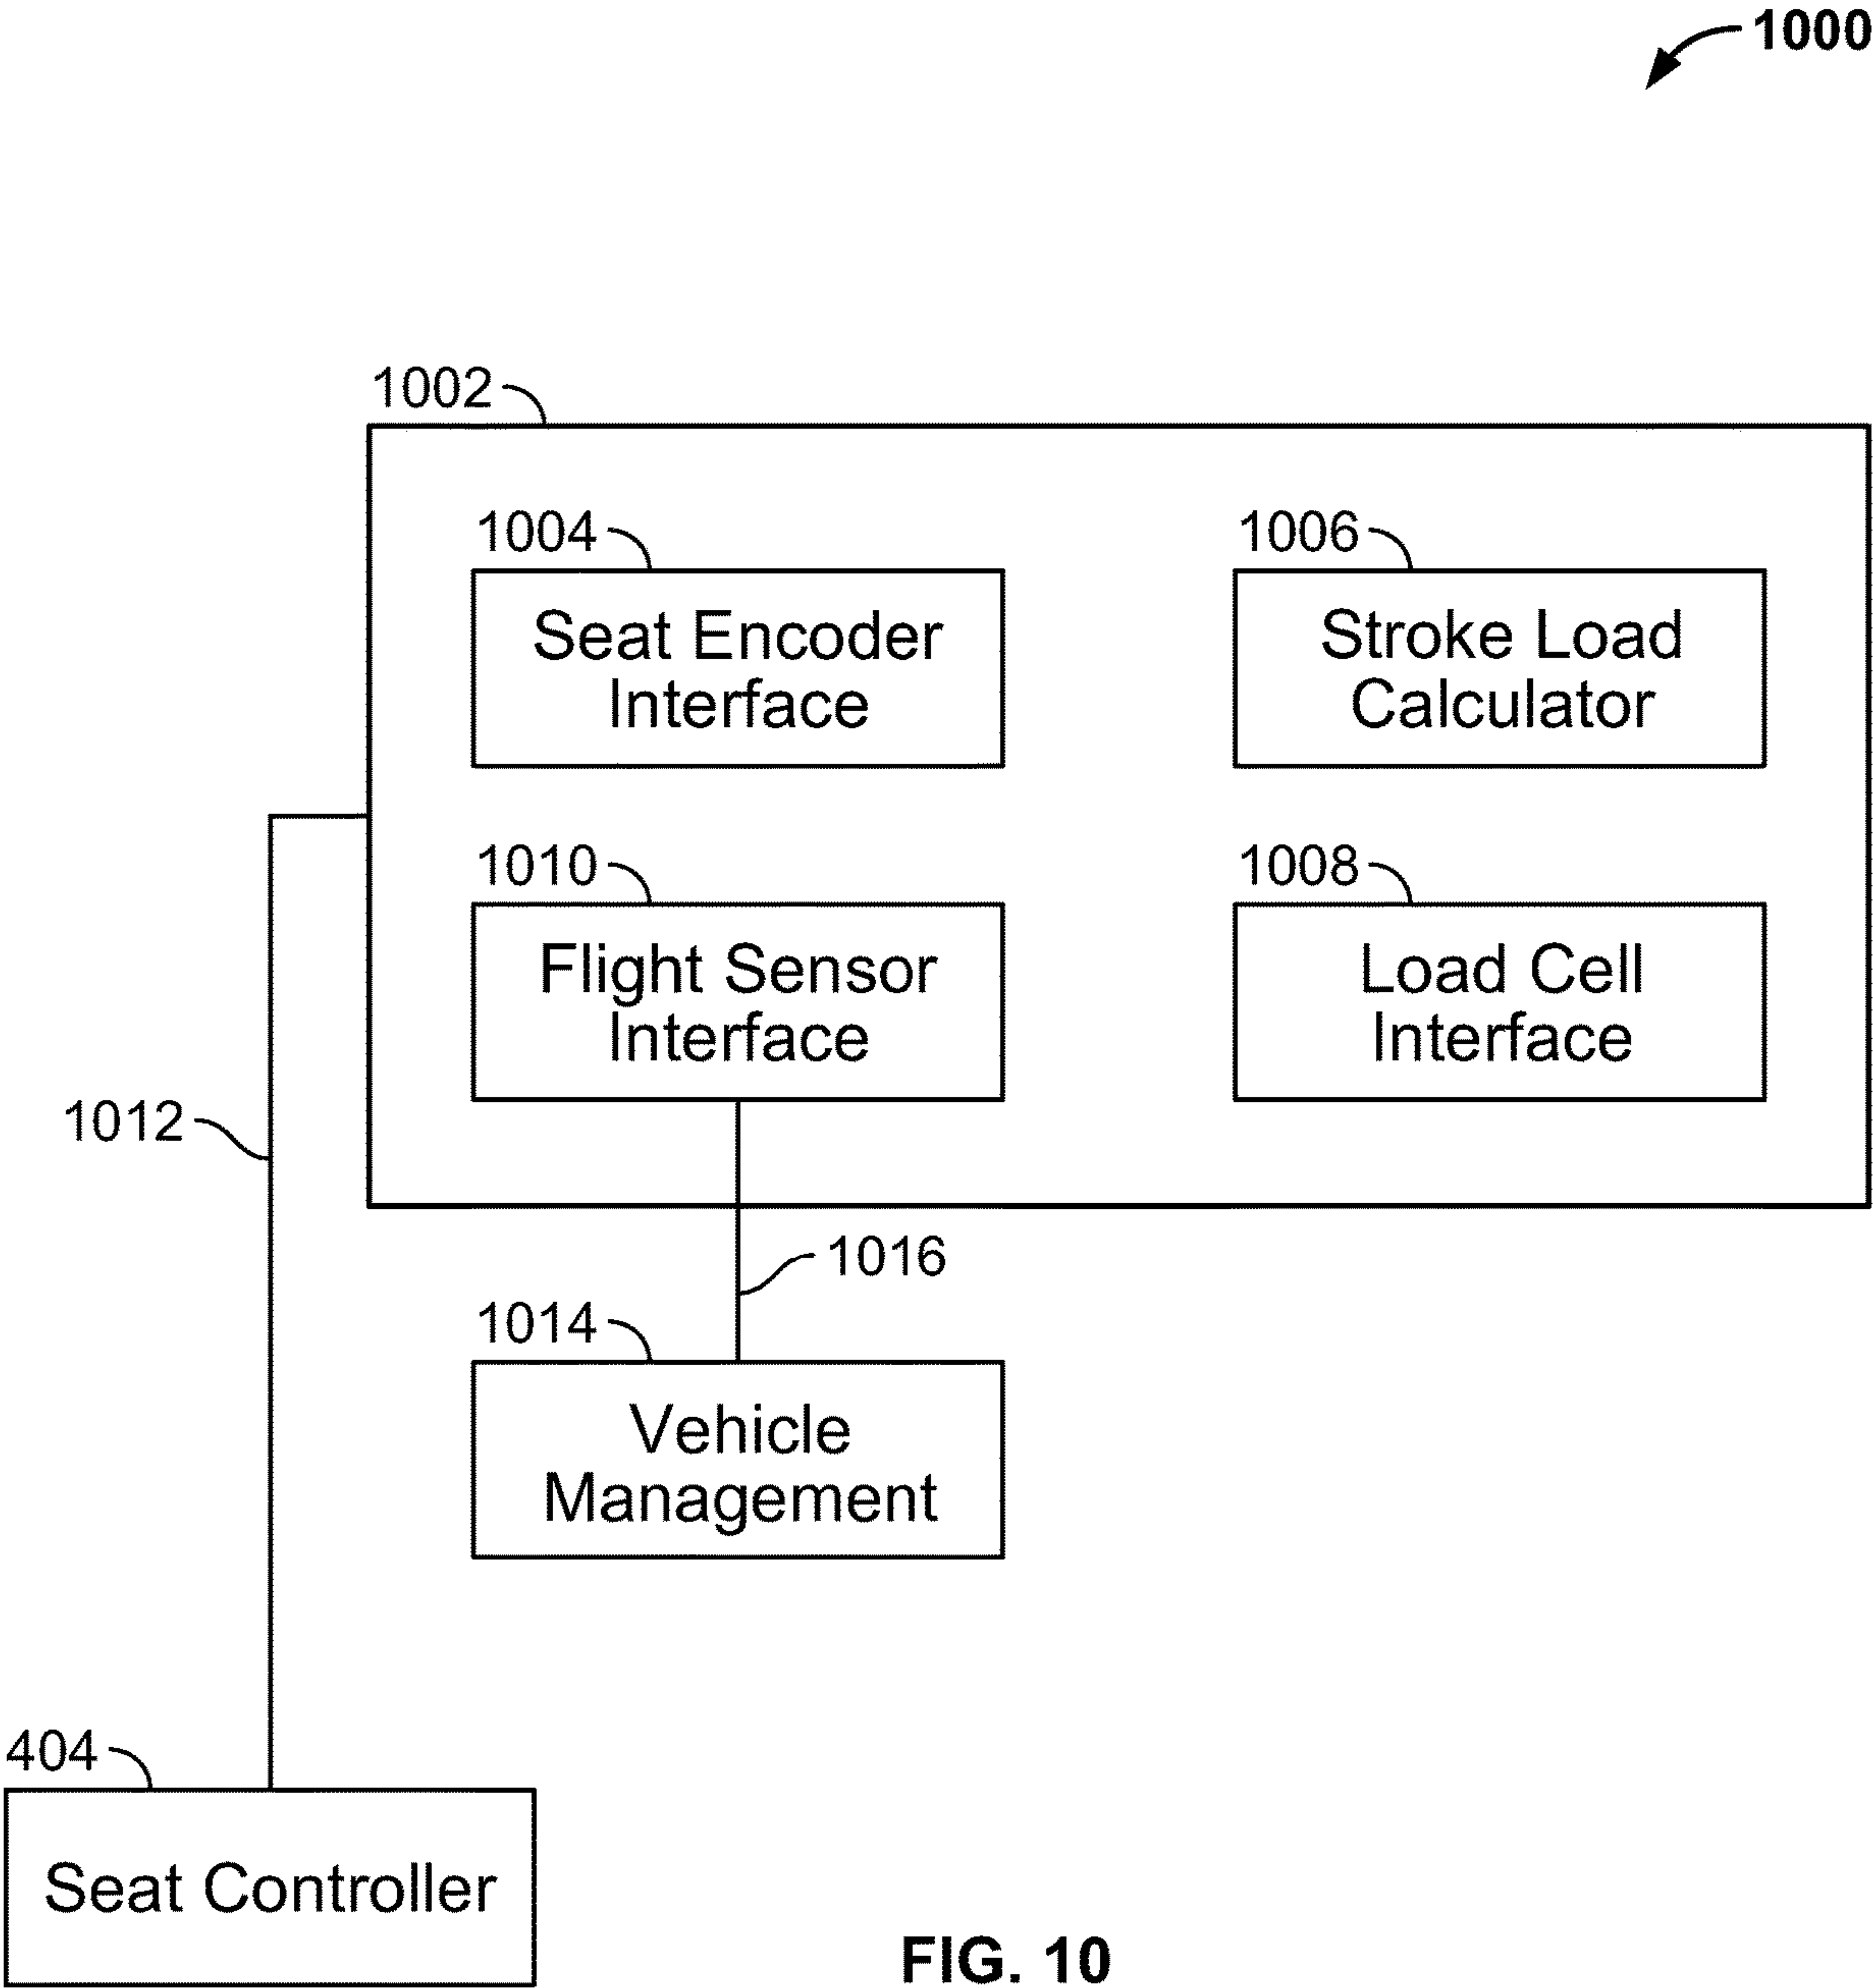 1000
1002
1004
Seat Encoder
Interface
1006
Stroke Load
Calculator
1010
Flight Sensor
Interface
1008
Load Cell
Interface
1012
1016
1014
Vehicle
Management
404
Seat Controller
FIG. 10